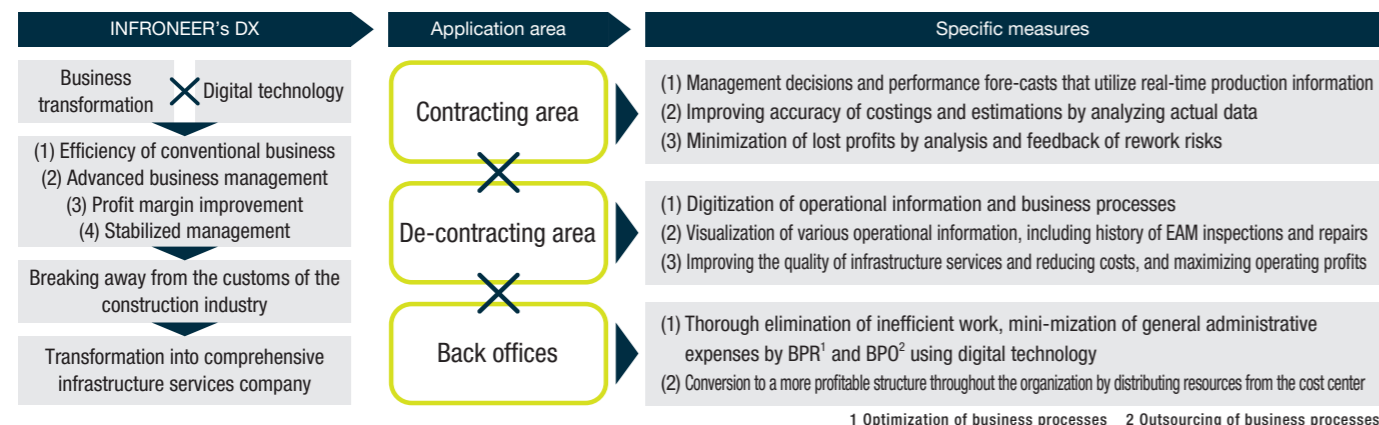 INFRONEER's DX
Business
transformation
Digital technology
(1) Efficiency of conventional business
(2) Advanced business management
(3) Profit margin improvement
(4) Stabilized management
Breaking away from the customs of the
construction industry
Transformation into comprehensive
infrastructure services company
Application area
Contracting area
De-contracting area
Back offices
Specific measures
(1) Management decisions and performance fore-casts that utilize real-time production information
(2) Improving accuracy of costings and estimations by analyzing actual data
(3) Minimization of lost profits by analysis and feedback of rework risks
(1) Digitization of operational information and business processes
(2) Visualization of various operational information, including history of EAM inspections and repairs
(3) Improving the quality of infrastructure services and reducing costs, and maximizing operating profits
(1) Thorough elimination of inefficient work, mini-mization of general administrative
expenses by BPR1 and BPO2 using digital technology
(2) Conversion to a more profitable structure throughout the organization by distributing resources from the cost center
1 Optimization of business processes 2 Outsourcing of business processes